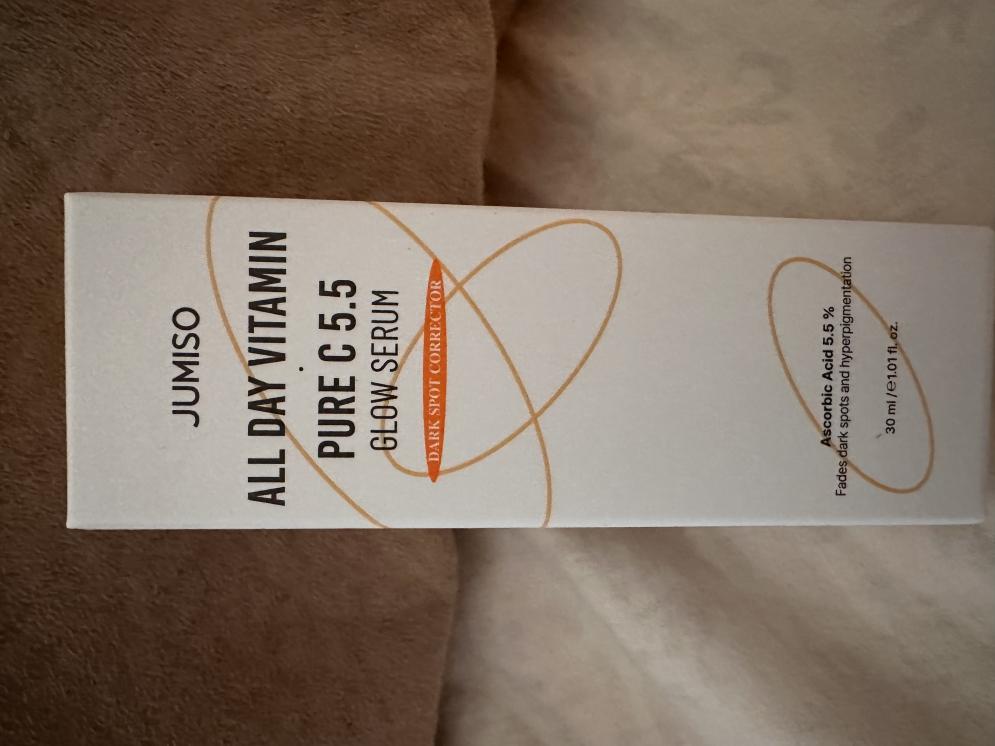 JUMISO
ALL DAY VITAMIN
PURE C 5.5
GLOW SERUM
DARK SPOT CORRECTOR
Ascorbic Acid 5.5 %
Fades dark spots and hyperpigmentation
30 ml /℮1.01 fl. oz.